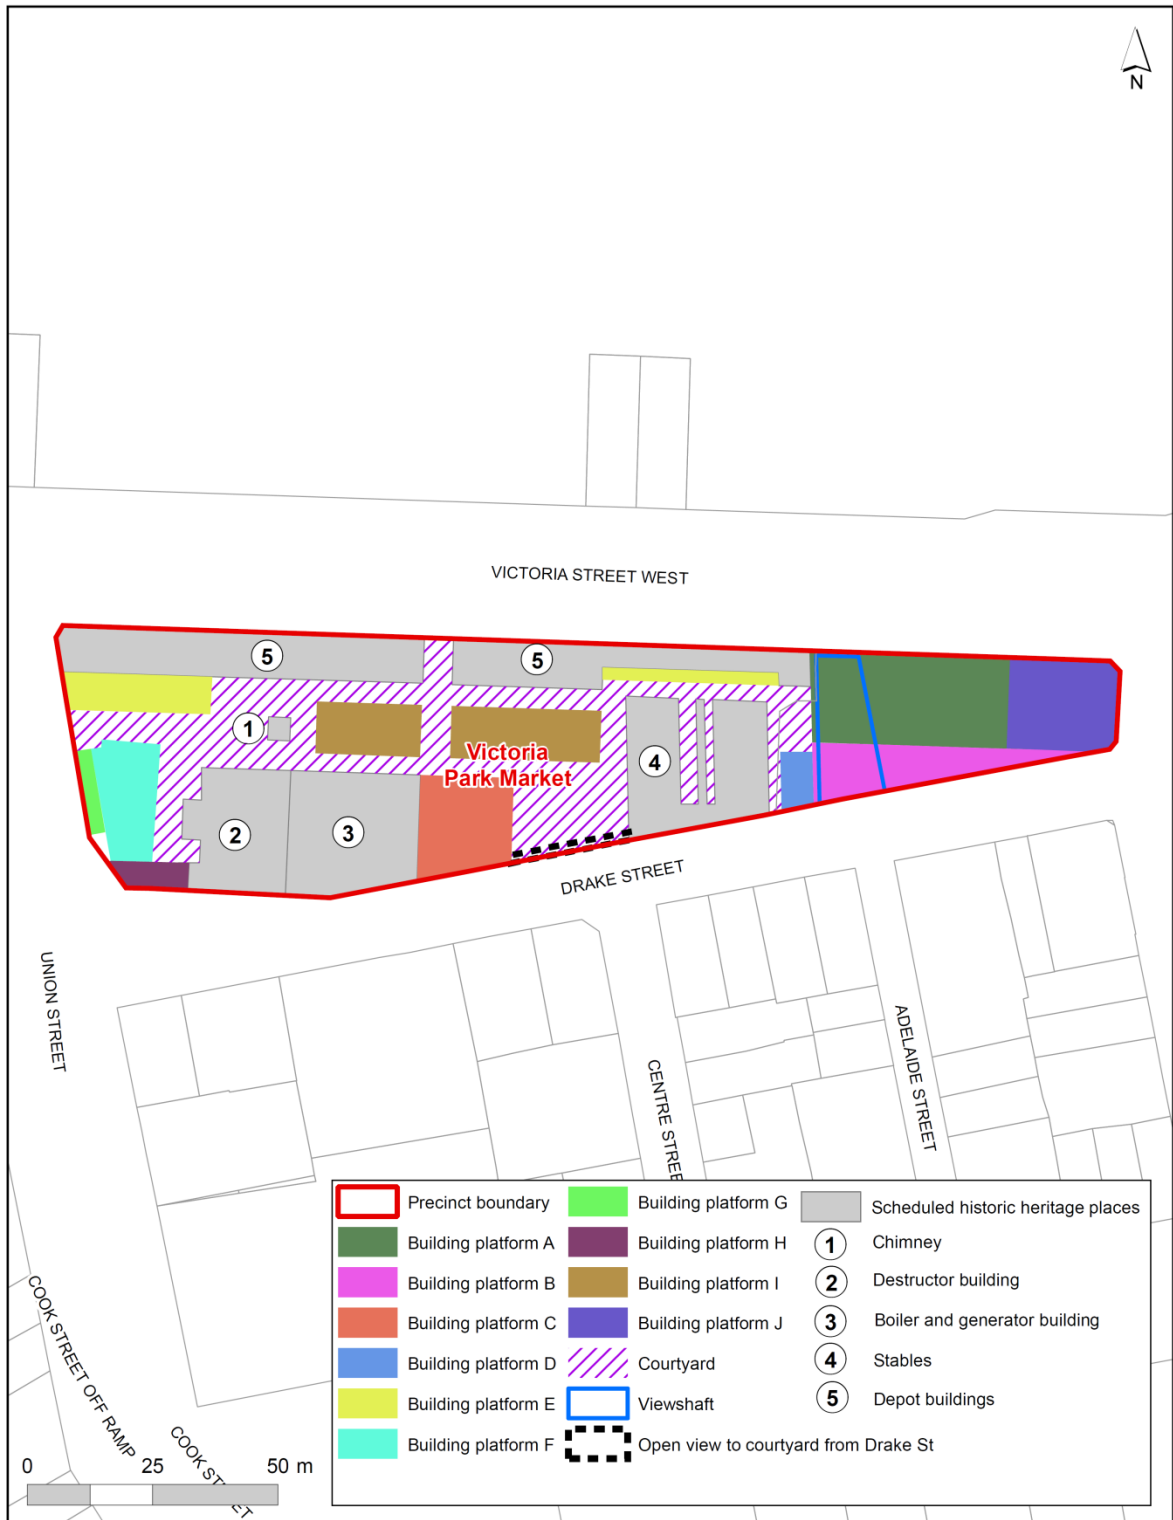 N
VICTORIA STREET WEST
5
5
1
Victoria
Park Market
4
2
3
DRAKE STREET
UNION STREET
CENTRE STREE
ADELAIDE STREET
COOK STREET OFF RAMP
COOK STREET
Precinct boundary
Building platform A
Building platform B
Building platform C
Building platform D
Building platform E
Building platform F
Building platform G
Building platform H
Building platform I
Building platform J
Courtyard
Viewshaft
Open view to courtyard from Drake St
Scheduled historic heritage places
1 Chimney
2 Destructor building
3 Boiler and generator building
4 Stables
5 Depot buildings
0 25 50 m